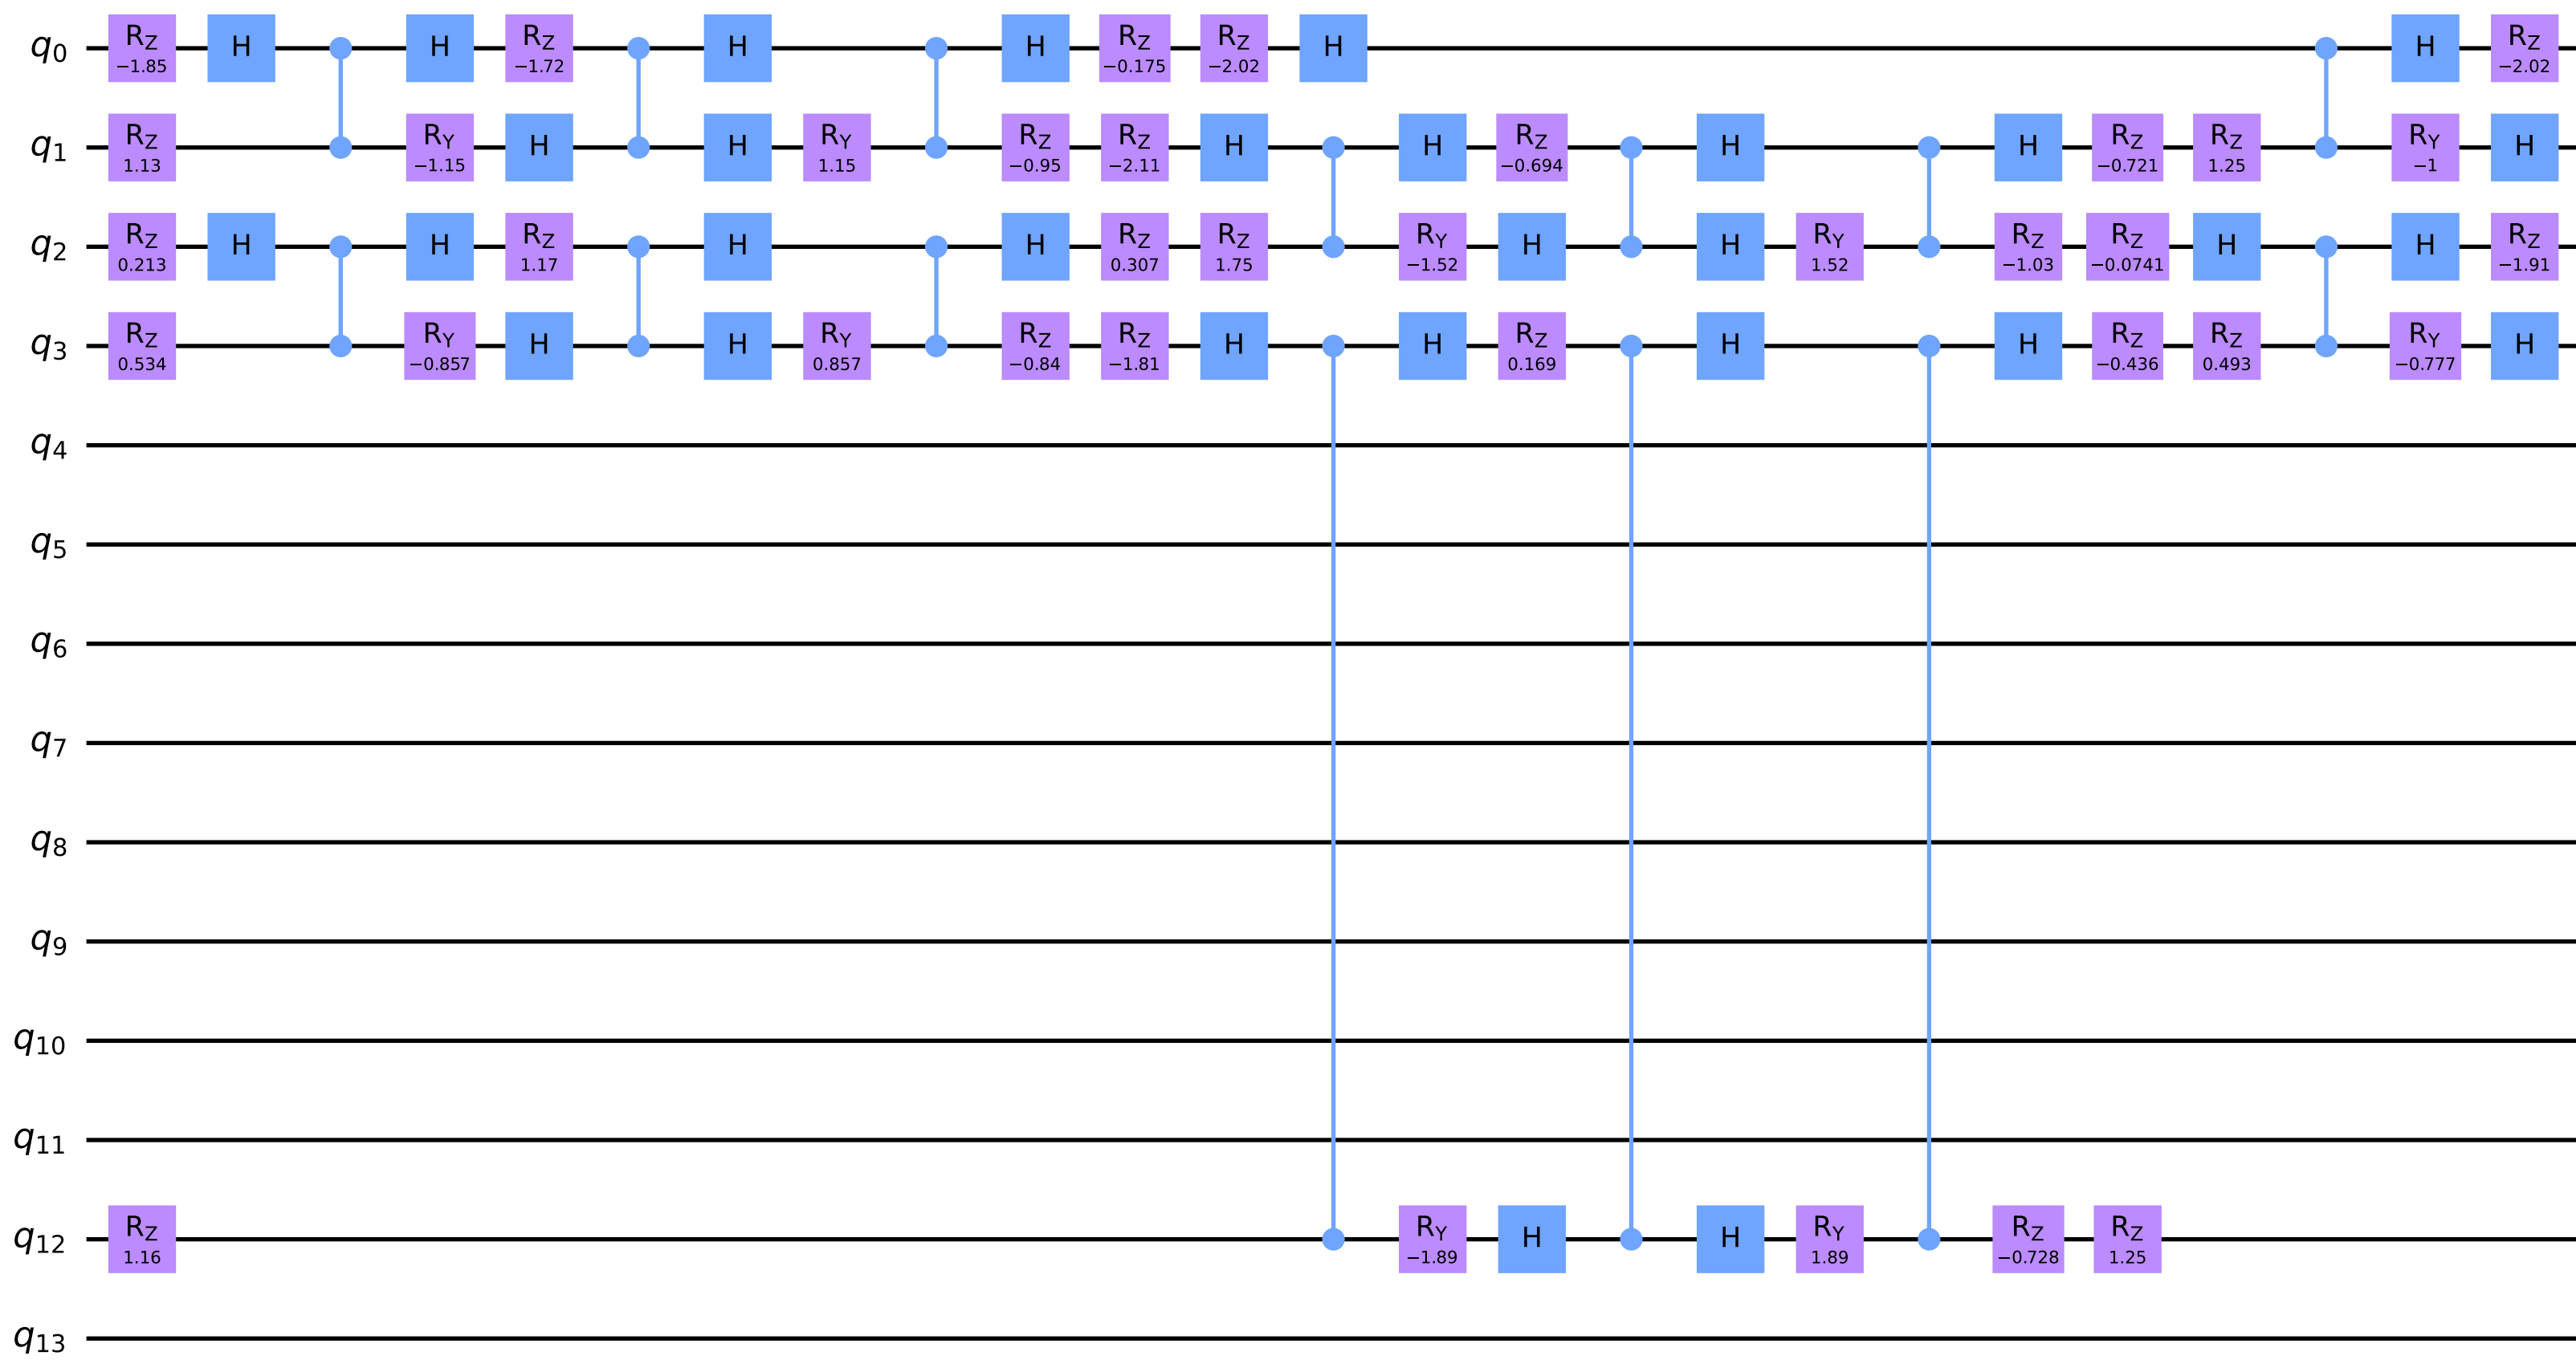 q0 RZ −1.85 H H RZ −1.72 H H RZ −0.175 RZ −2.02 H H RZ −2.02
q1 RZ 1.13 RY −1.15 H H RY 1.15 RZ −0.95 RZ −2.11 H H RZ −0.694 H H RZ −0.721 RZ 1.25 RY −1 H
q2 RZ 0.213 H H RZ 1.17 H H RZ 0.307 RZ 1.75 RY −1.52 H H RY 1.52 RZ −1.03 RZ −0.0741 H H RZ −1.91
q3 RZ 0.534 RY −0.857 H H RY 0.857 RZ −0.84 RZ −1.81 H H RZ 0.169 H H RZ −0.436 RZ 0.493 RY −0.777 H
q4
q5
q6
q7
q8
q9
q10
q11
q12 RZ 1.16 RY −1.89 H H RY 1.89 RZ −0.728 RZ 1.25
q13